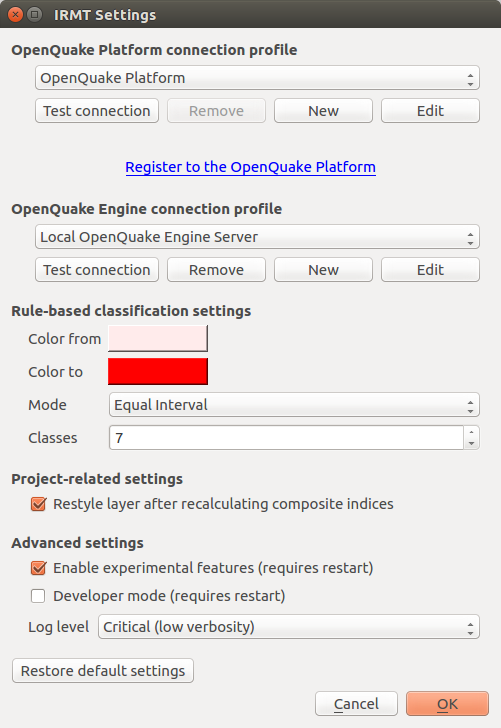 IRMT Settings
OpenQuake Platform connection profile
OpenQuake Platform
Test connection Remove New Edit
Register to the OpenQuake Platform
OpenQuake Engine connection profile
Local OpenQuake Engine Server
Test connection Remove New Edit
Rule-based classification settings
Color from
Color to
Mode Equal Interval
Classes 7
Project-related settings
Restyle layer after recalculating composite indices
Advanced settings
Enable experimental features (requires restart)
Developer mode (requires restart)
Log level Critical (low verbosity)
Restore default settings
Cancel OK